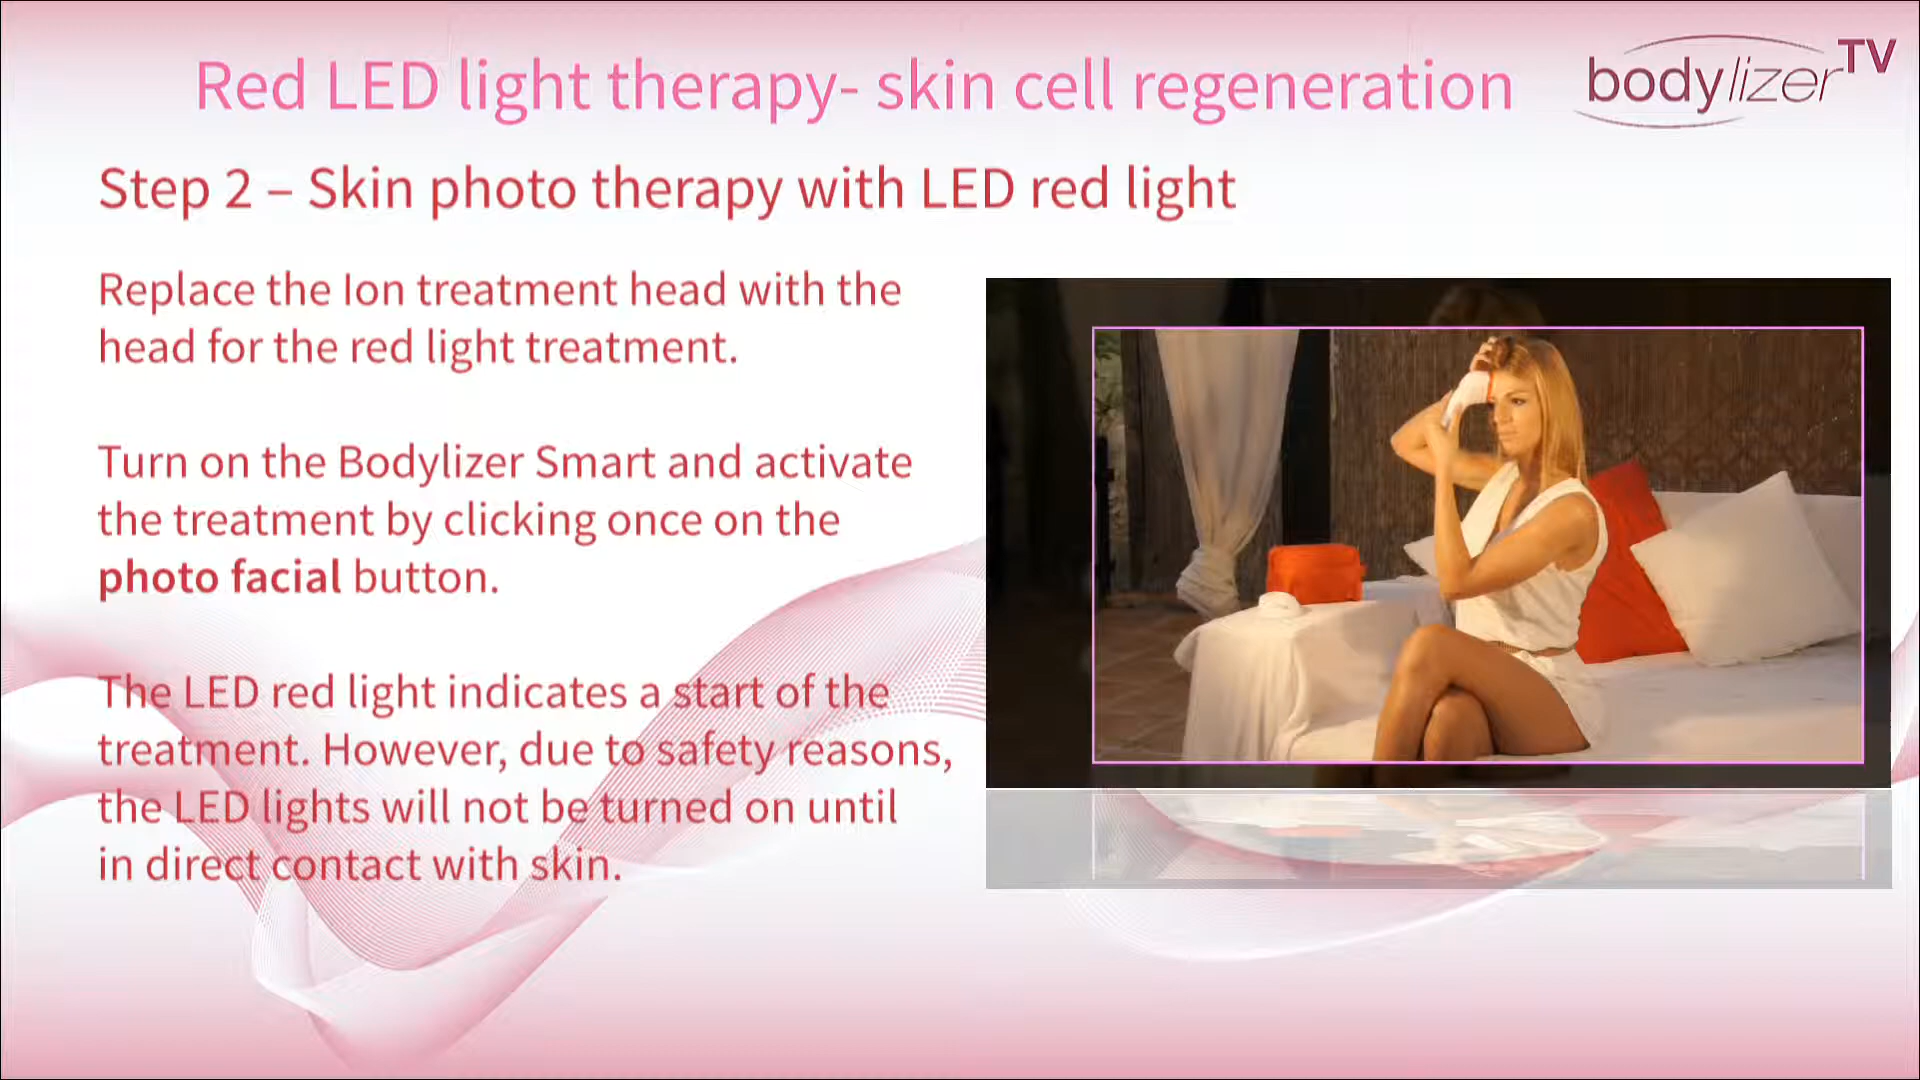 Red LED light therapy- skin cell regeneration
bodylizerTV
Step 2 – Skin photo therapy with LED red light
Replace the Ion treatment head with the
head for the red light treatment.
Turn on the Bodylizer Smart and activate
the treatment by clicking once on the
photo facial button.
The LED red light indicates a start of the
treatment. However, due to safety reasons,
the LED lights will not be turned on until
in direct contact with skin.